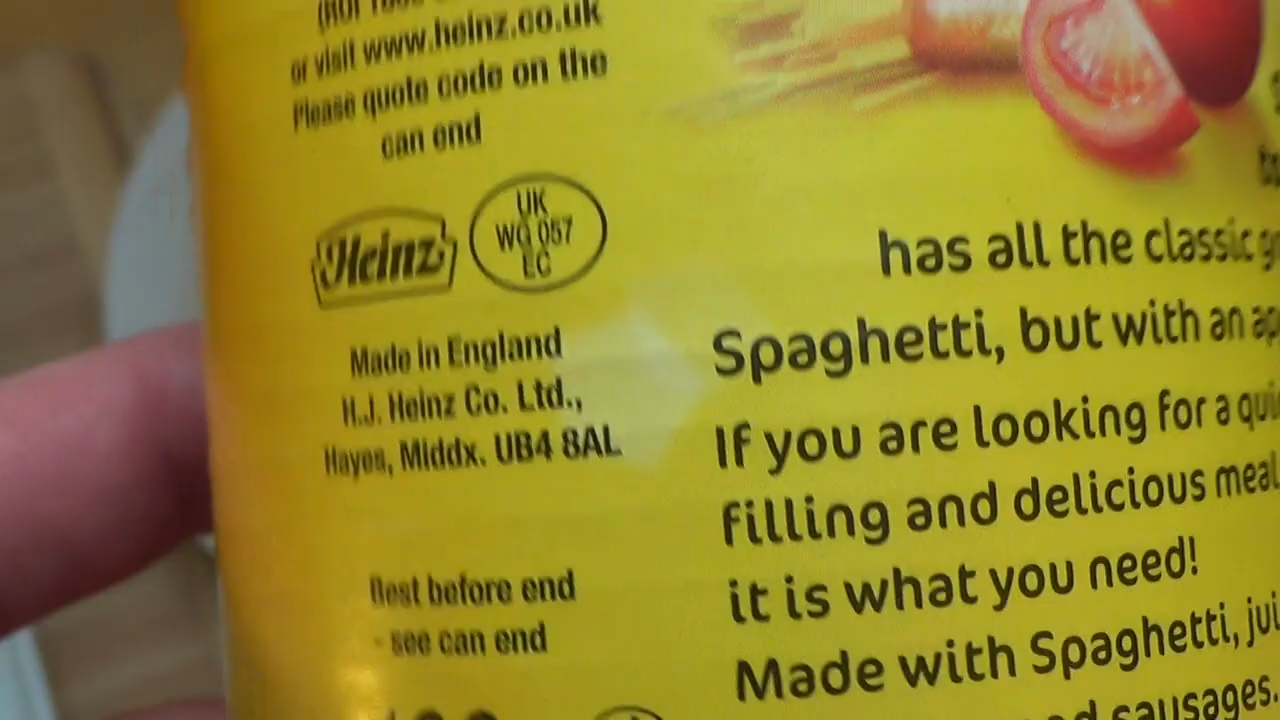 (ROI
www.heinz.co.uk
or visit
Please quote code on the
can end
Heinz
UK
WG 057
EC
Made in England
H.J. Heinz Co. Ltd.,
Hayes, Middx. UB4 8AL
Best before end
- see can end
has all the classic
Spaghetti, but with an
If you are looking for a
filling and delicious meal
it is what you need!
Made with Spaghetti,
sausages.